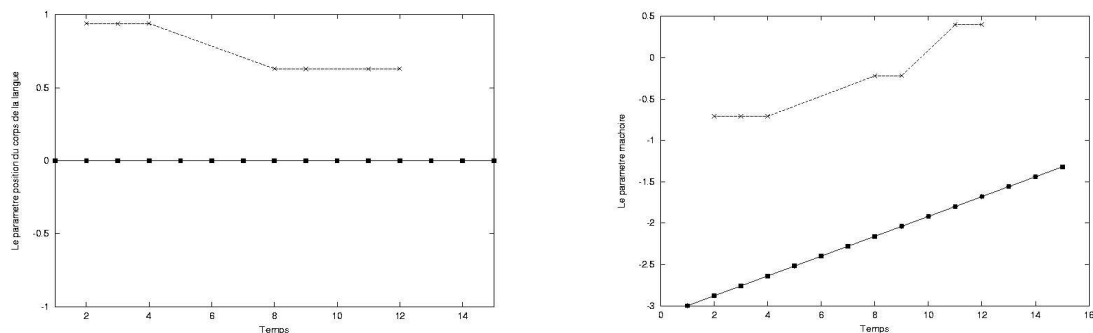 Le parametre position du corps de la langue
1
0.5
0
-0.5
-1
2 4 6 8 10 12 14
Temps
Le parametre machoire
0.5
0
-0.5
-1
-1.5
-2
-2.5
-3
0 2 4 6 8 10 12 14 16
Temps